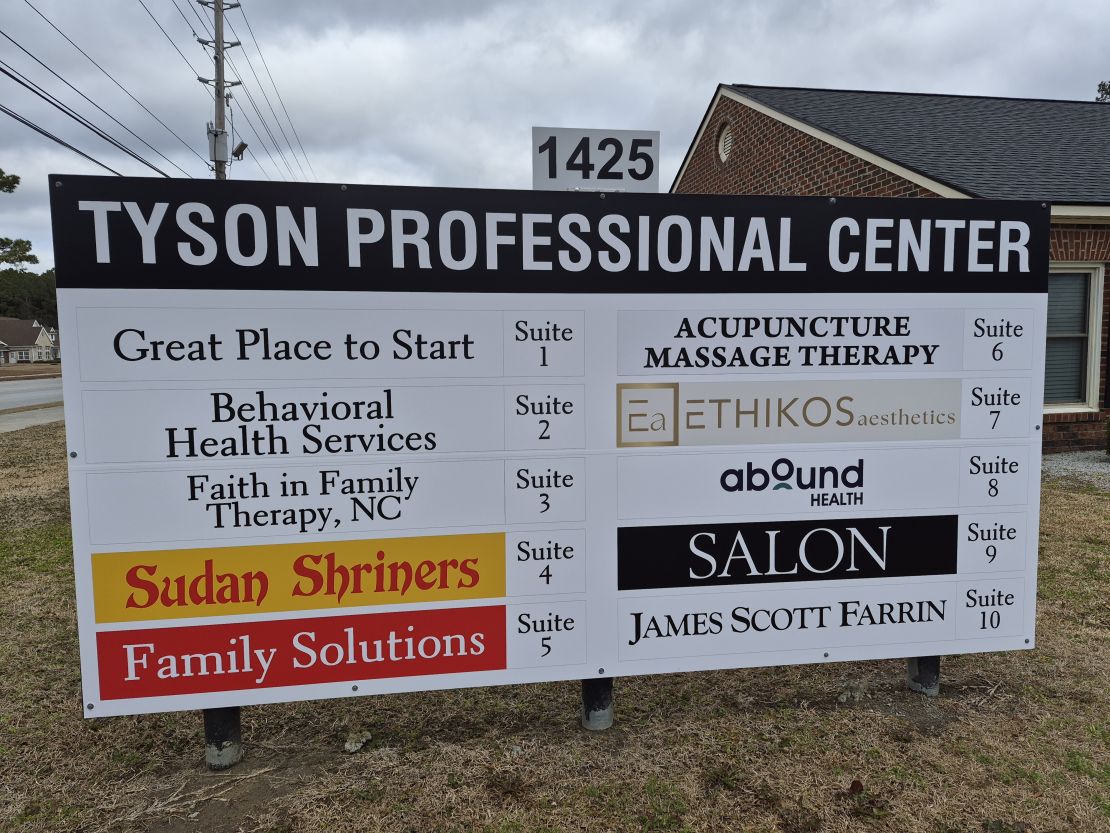 1425
TYSON PROFESSIONAL CENTER
Great Place to Start
Suite
1
Behavioral
Health Services
Suite
2
Faith in Family
Therapy, NC
Suite
3
Sudan Shriners
Suite
4
Family Solutions
Suite
5
ACUPUNCTURE
MASSAGE THERAPY
Suite
6
Ea ETHIKOS aesthetics
Suite
7
abound
HEALTH
Suite
8
SALON
Suite
9
JAMES SCOTT FARRIN
Suite
10